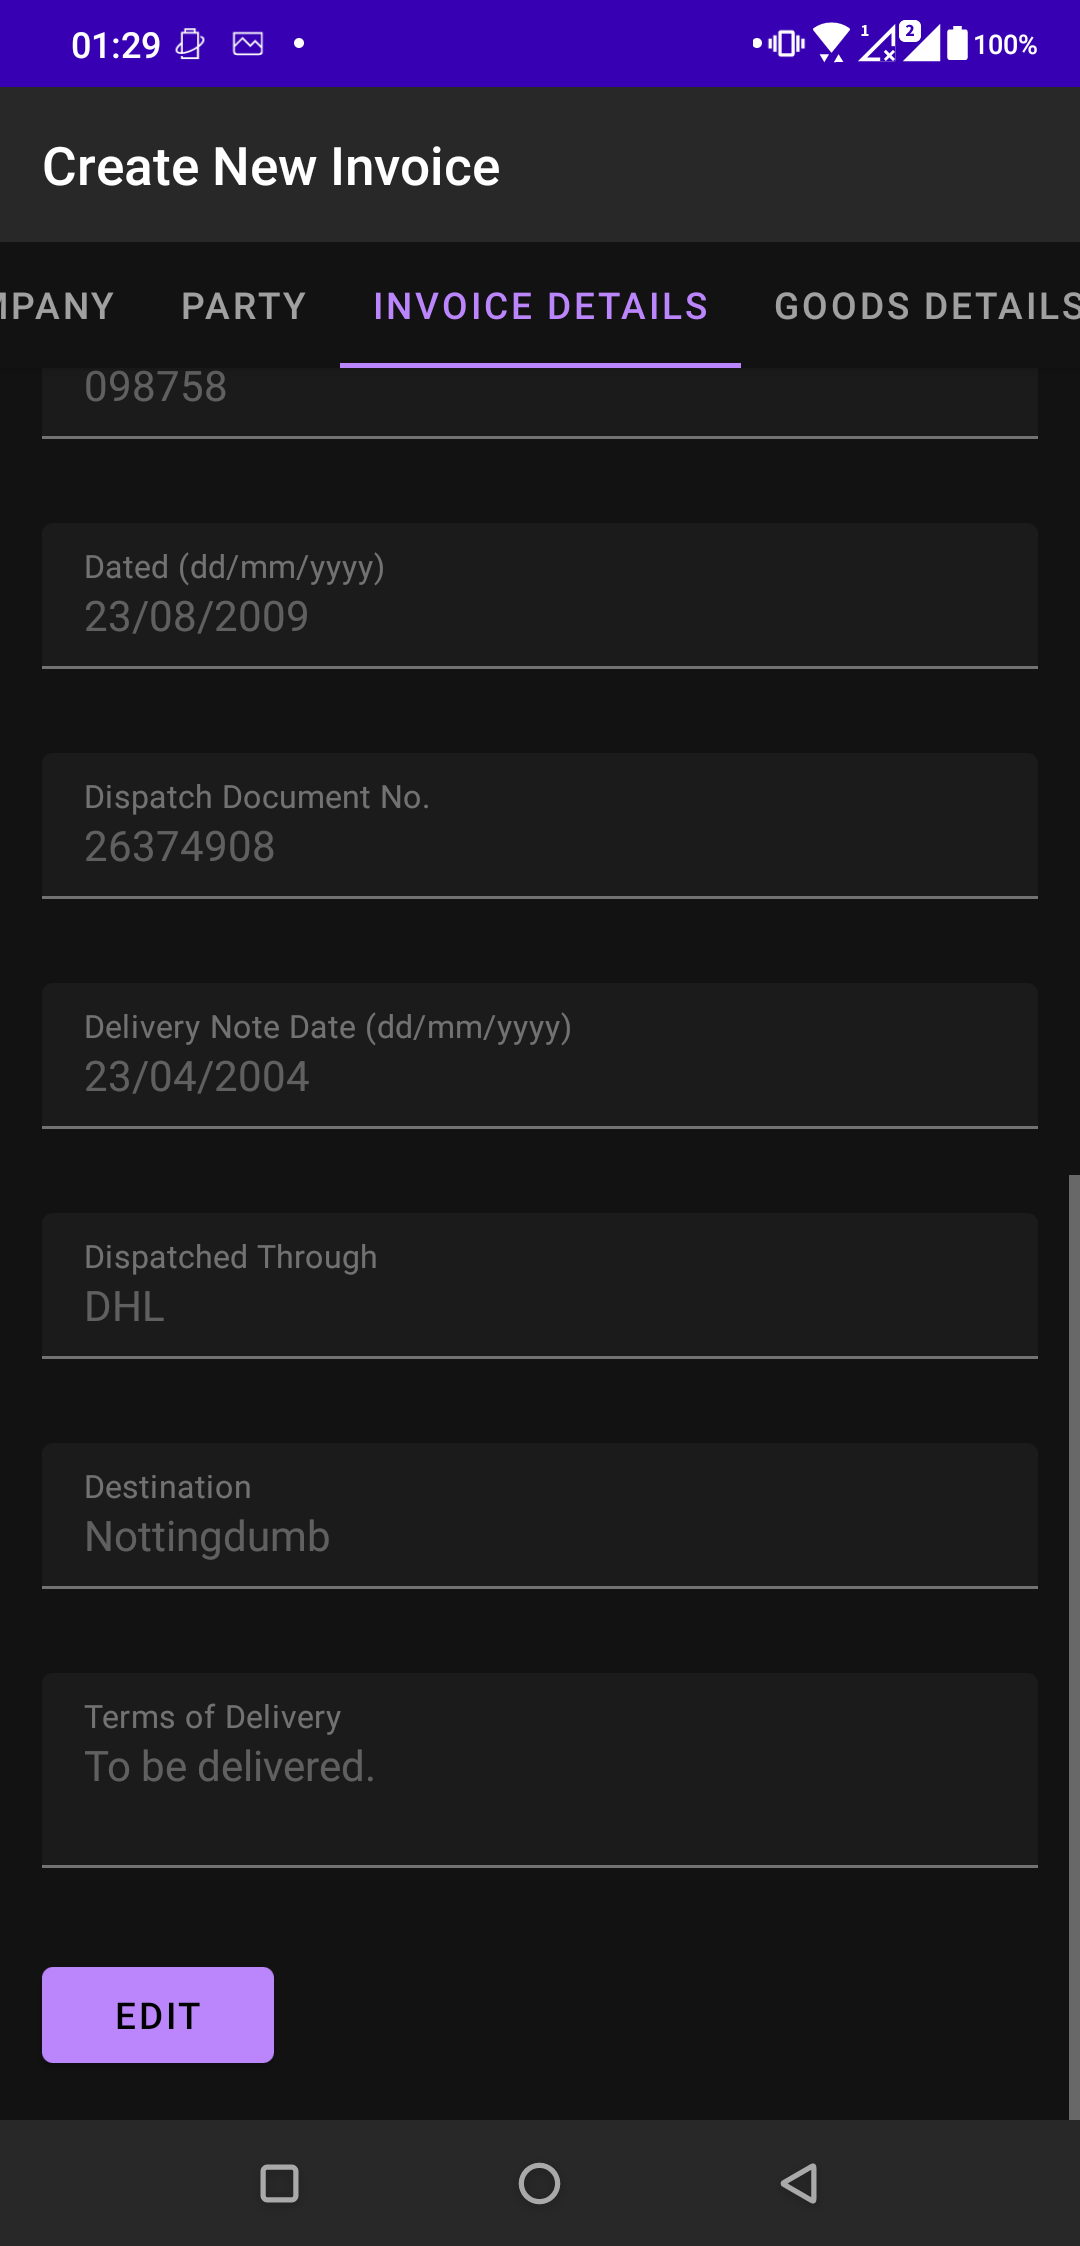 01:29
1
2
100%
Create New Invoice
MPANY PARTY INVOICE DETAILS GOODS DETAILS
098758
Dated (dd/mm/yyyy)
23/08/2009
Dispatch Document No.
26374908
Delivery Note Date (dd/mm/yyyy)
23/04/2004
Dispatched Through
DHL
Destination
Nottingdumb
Terms of Delivery
To be delivered.
EDIT